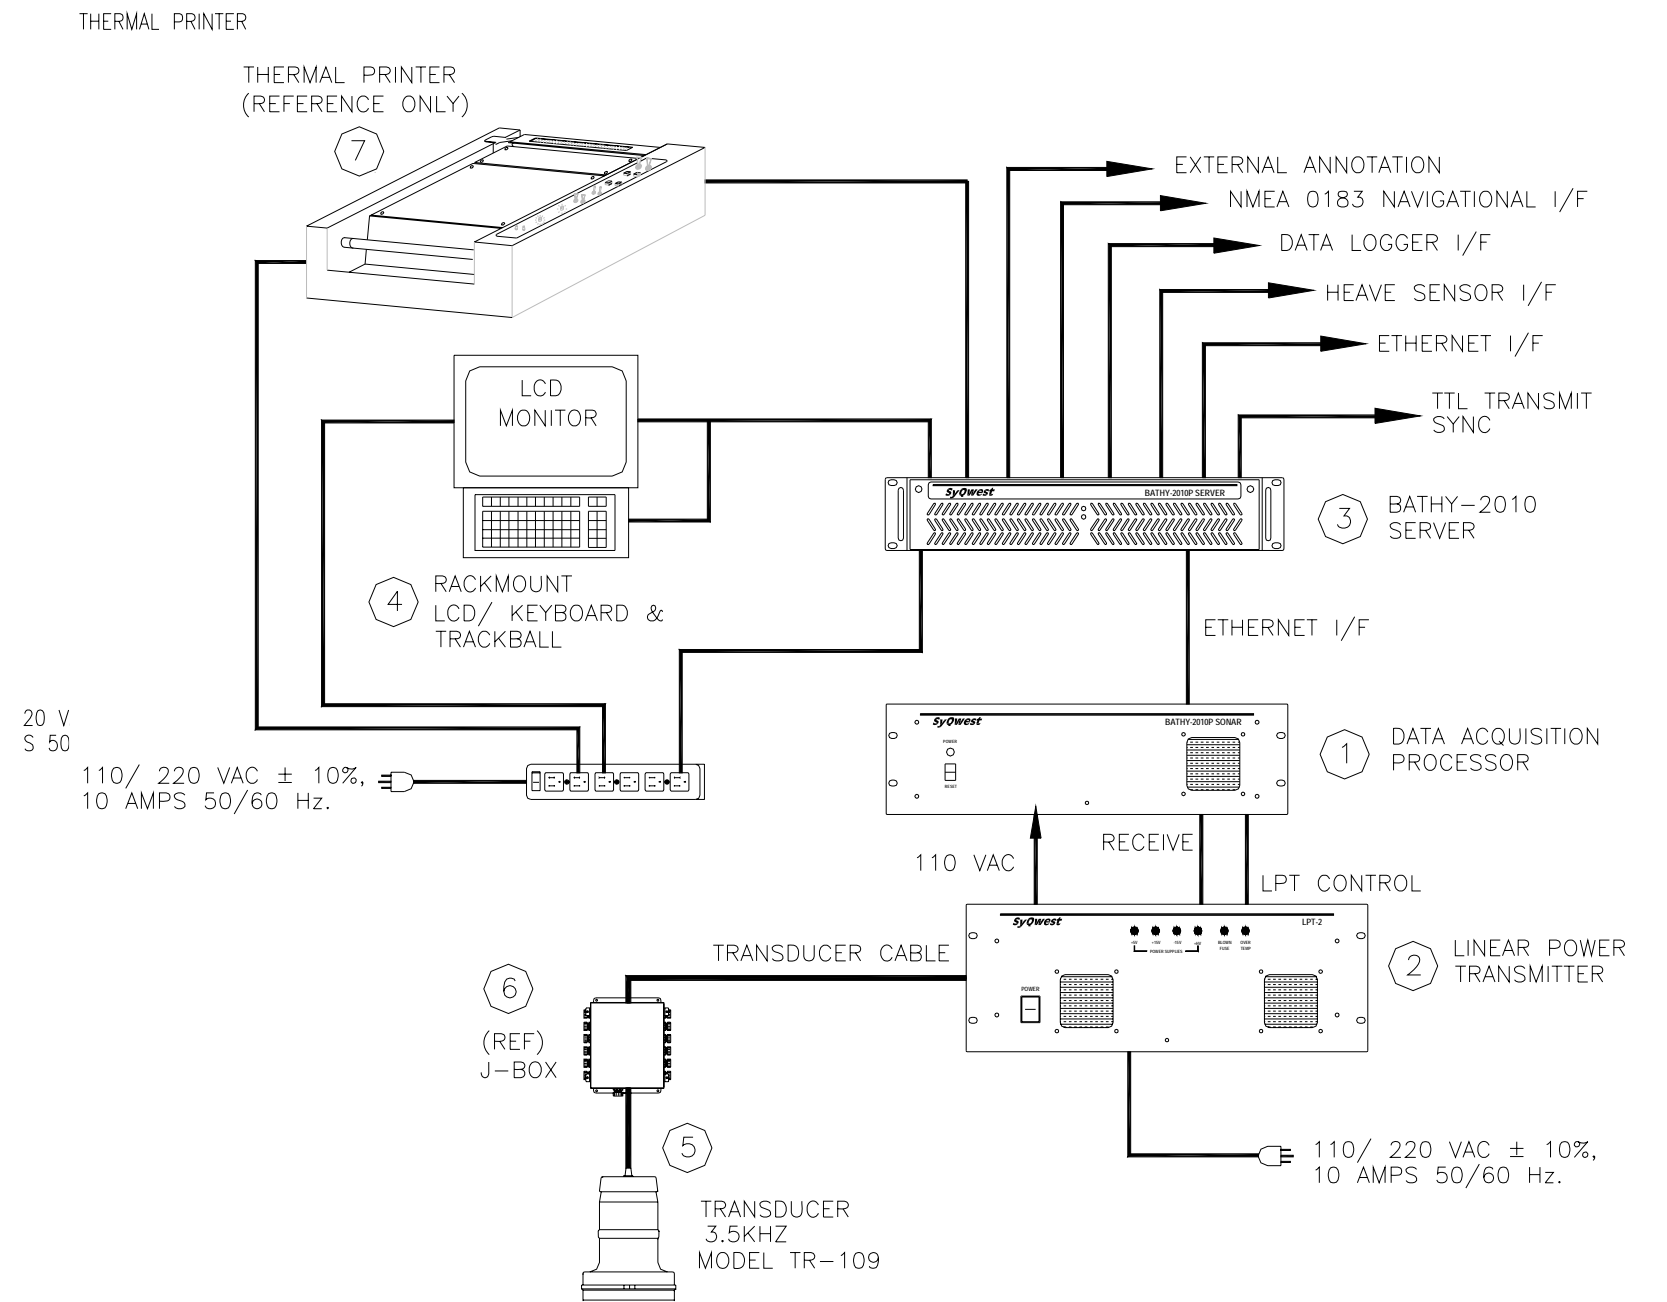 THERMAL PRINTER
THERMAL PRINTER
(REFERENCE ONLY)
7
EXTERNAL ANNOTATION
NMEA 0183 NAVIGATIONAL I/F
DATA LOGGER I/F
HEAVE SENSOR I/F
ETHERNET I/F
TTL TRANSMIT
SYNC
LCD
MONITOR
SyQwest
BATHY-2010P SERVER
3
BATHY-2010
SERVER
4
RACKMOUNT
LCD/ KEYBOARD &
TRACKBALL
ETHERNET I/F
20 V
S 50
110/ 220 VAC ± 10%,
10 AMPS 50/60 Hz.
SyQwest
BATHY-2010P SONAR
POWER
RESET
1
DATA ACQUISITION
PROCESSOR
110 VAC
RECEIVE
LPT CONTROL
SyQwest
LPT-2
POWER SUPPLIES
BLOWN
FUSE
OVER
TEMP
POWER
2
LINEAR POWER
TRANSMITTER
TRANSDUCER CABLE
6
(REF)
J-BOX
5
TRANSDUCER
3.5KHZ
MODEL TR-109
110/ 220 VAC ± 10%,
10 AMPS 50/60 Hz.